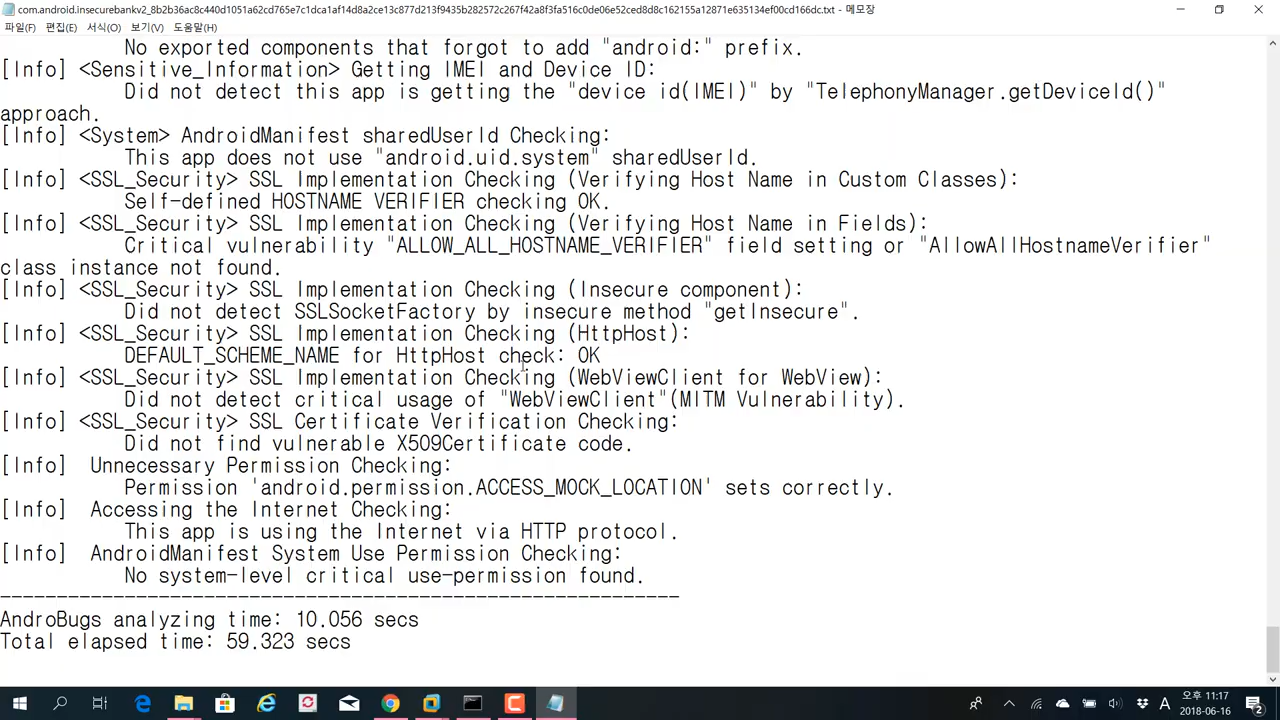 com.android.insecurebankv2_8b2b36ac8c440d1051a62cd765e7c1dca1af14d8a2ce13c877d213f9435b282572c267f42a8f3fa516c0de06e52ced8d8c162155a12871e635134ef00cd166dc.txt - 메모장
파일(F) 편집(E) 서식(O) 보기(V) 도움말(H)
No exported components that forgot to add "android:" prefix.
[Info] <Sensitive_Information> Getting IMEI and Device ID:
Did not detect this app is getting the "device id(IMEI)" by "TelephonyManager.getDeviceId()"
approach.
[Info] <System> AndroidManifest sharedUserId Checking:
This app does not use "android.uid.system" sharedUserId.
[Info] <SSL_Security> SSL Implementation Checking (Verifying Host Name in Custom Classes):
Self-defined HOSTNAME VERIFIER checking OK.
[Info] <SSL_Security> SSL Implementation Checking (Verifying Host Name in Fields):
Critical vulnerability "ALLOW_ALL_HOSTNAME_VERIFIER" field setting or "AllowAllHostnameVerifier"
class instance not found.
[Info] <SSL_Security> SSL Implementation Checking (Insecure component):
Did not detect SSLSocketFactory by insecure method "getInsecure".
[Info] <SSL_Security> SSL Implementation Checking (HttpHost):
DEFAULT_SCHEME_NAME for HttpHost check: OK
[Info] <SSL_Security> SSL Implementation Checking (WebViewClient for WebView):
Did not detect critical usage of "WebViewClient"(MITM Vulnerability).
[Info] <SSL_Security> SSL Certificate Verification Checking:
Did not find vulnerable X509Certificate code.
[Info] Unnecessary Permission Checking:
Permission 'android.permission.ACCESS_MOCK_LOCATION' sets correctly.
[Info] Accessing the Internet Checking:
This app is using the Internet via HTTP protocol.
[Info] AndroidManifest System Use Permission Checking:
No system-level critical use-permission found.
------------------------------------------------------------
AndroBugs analyzing time: 10.056 secs
Total elapsed time: 59.323 secs
A
오후 11:17
2018-06-16
2